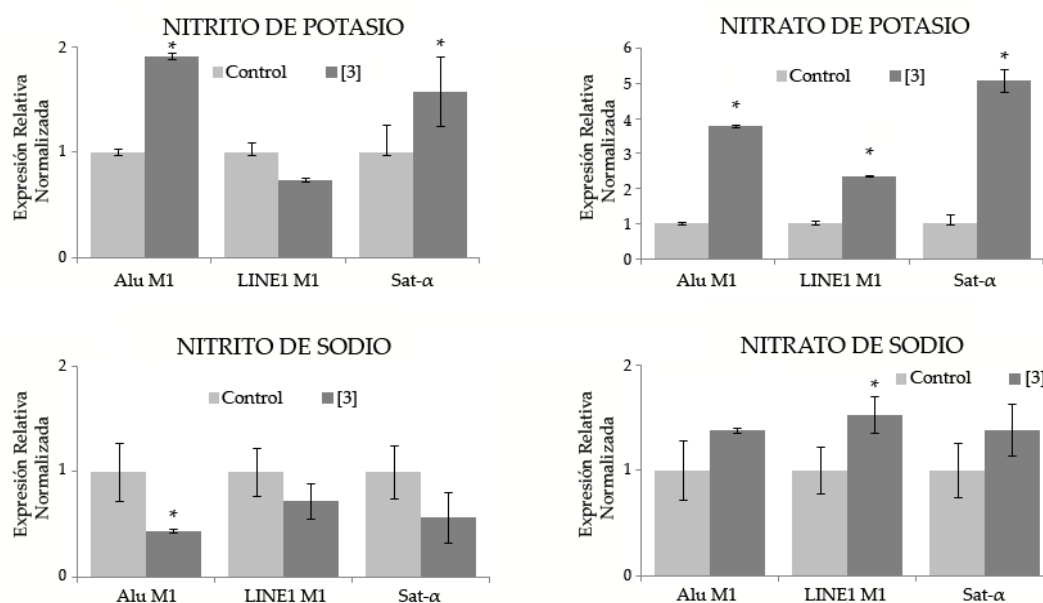 NITRITO DE POTASIO
Expresión Relativa
Normalizada
2
1
0
*
*
Control [3]
Alu M1 LINE1 M1 Sat-α
NITRATO DE POTASIO
Expresión Relativa
Normalizada
6
5
4
3
2
1
0
Control [3]
*
*
*
Alu M1 LINE1 M1 Sat-α
NITRITO DE SODIO
Expresión Relativa
Normalizada
2
1
0
Control [3]
*
Alu M1 LINE1 M1 Sat-α
NITRATO DE SODIO
Expresión Relativa
Normalizada
2
1
0
Control [3]
*
Alu M1 LINE1 M1 Sat-α